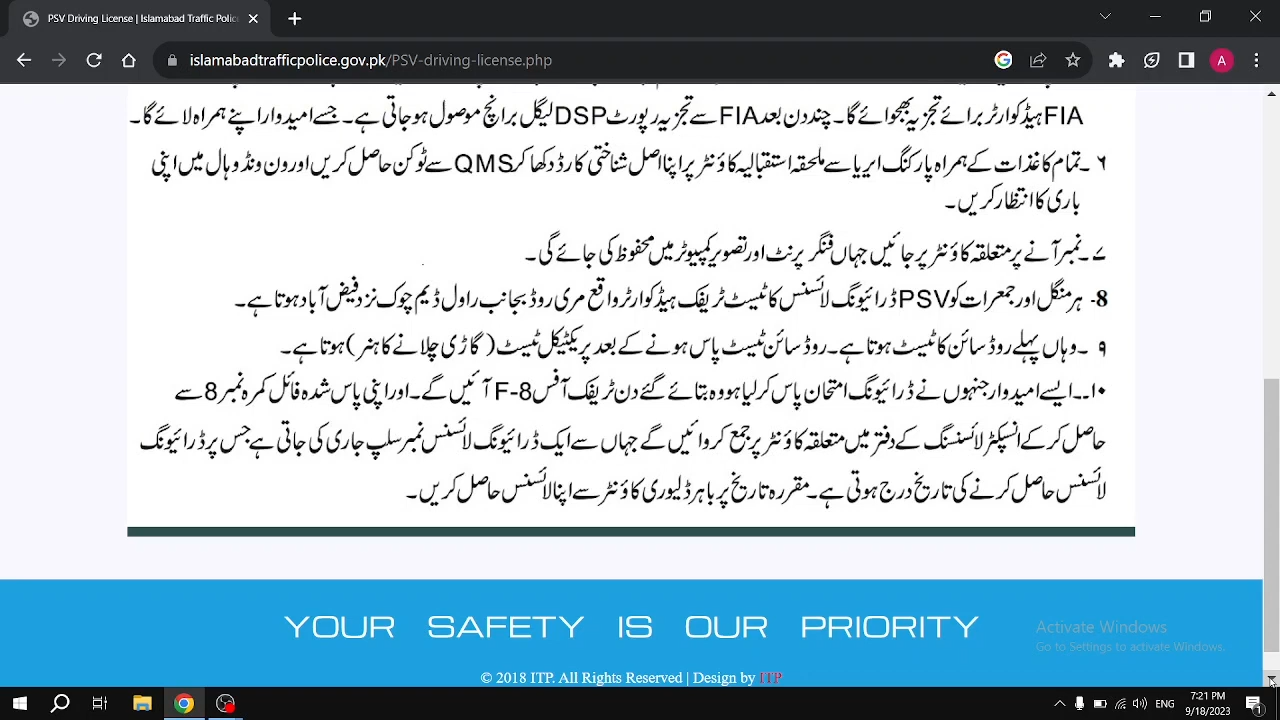 PSV Driving License | Islamabad Traffic Polic
islamabadtrafficpolice.gov.pk/PSV-driving-license.php
A
FIA ہیڈ کوارٹر برائے تجزیہ بھجوائے گا۔ چند دن بعد FIA سے تجزیہ رپورٹ DSP لیگل برانچ موصول ہو جاتی ہے۔ جسے امیدوار اپنے ہمراہ لائے گا۔
۶۔ تمام کاغذات کے ہمراہ پارکنگ ایریا سے ملحقہ استقبالیہ کاؤنٹر پر اپنا اصل شناختی کارڈ دکھا کر QMS سے ٹوکن حاصل کریں اور ون ونڈو ہال میں اپنی
باری کا انتظار کریں۔
۷۔ نمبر آنے پر متعلقہ کاؤنٹر پر جائیں جہاں فنگر پرنٹ اور تصویر کمپیوٹر میں محفوظ کی جائے گی۔
8- ہر منگل اور جمعرات کو PSV ڈرائیونگ لائسنس کا ٹیسٹ ٹریفک ہیڈ کوارٹر واقع مری روڈ بجانب راول ڈیم چوک نزد فیض آباد ہوتا ہے۔
۹۔ وہاں پہلے روڈ سائن کا ٹیسٹ ہوتا ہے۔ روڈ سائن ٹیسٹ پاس ہونے کے بعد پریکٹیکل ٹیسٹ (گاڑی چلانے کا ہنر) ہوتا ہے۔
۱۰۔۔ ایسے امیدوار جنہوں نے ڈرائیونگ امتحان پاس کر لیا ہو وہ بتائے گئے دن ٹریفک آفس F-8 آئیں گے۔ اور اپنی پاس شدہ فائل کمرہ نمبر 8 سے
حاصل کر کے انسپکٹر لائسنسنگ کے دفتر میں متعلقہ کاؤنٹر پر جمع کروائیں گے جہاں سے ایک ڈرائیونگ لائسنس نمبر سلپ جاری کی جاتی ہے جس پر ڈرائیونگ
لائسنس حاصل کرنے کی تاریخ درج ہوتی ہے۔ مقررہ تاریخ پر باہر ڈلیوری کاؤنٹر سے اپنا لائسنس حاصل کریں۔
YOUR SAFETY IS OUR PRIORITY
Activate Windows
Go to Settings to activate Windows.
© 2018 ITP. All Rights Reserved | Design by ITP
ENG
7:21 PM
9/18/2023